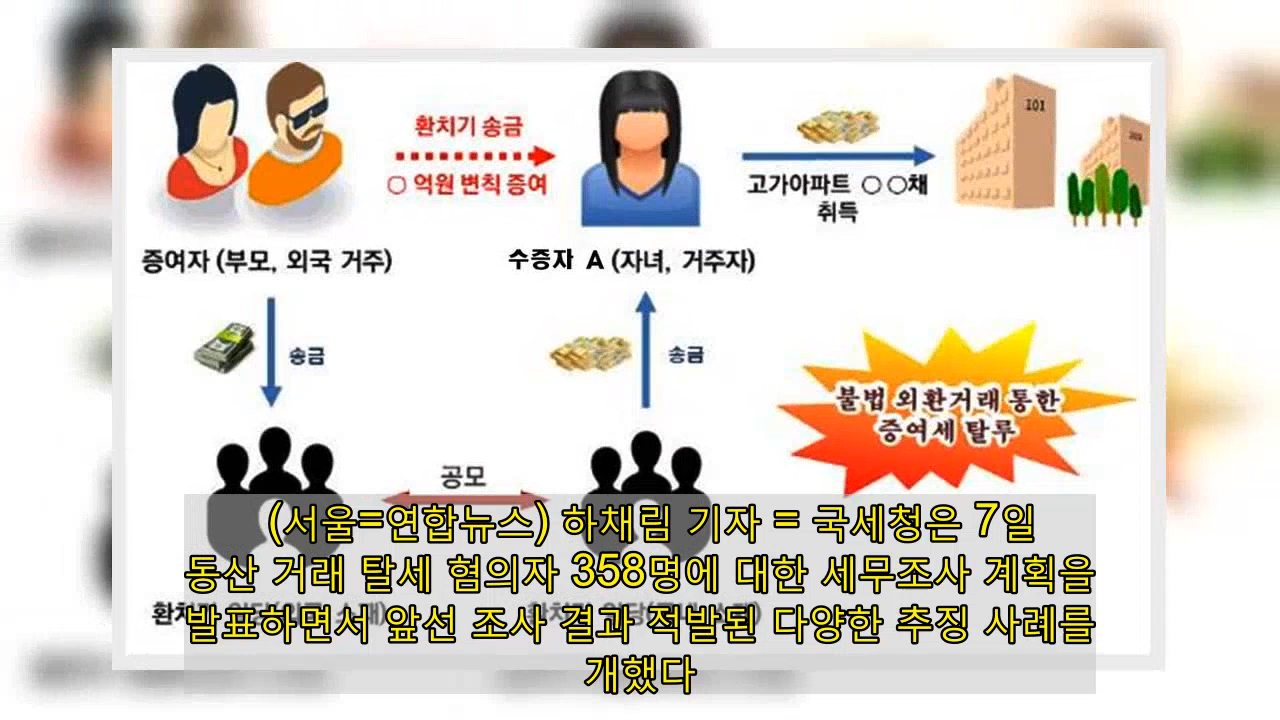 환치기 송금
○ 억원 변칙 증여
101
고가아파트 ○ ○채
취득
증여자 (부모, 외국 거주)
수증자 A (자녀, 거주자)
송금
송금
불법 외환거래 통한
증여세 탈루
공모
(서울=연합뉴스) 하채림 기자 = 국세청은 7일
동산 거래 탈세 혐의자 358명에 대한 세무조사 계획을
발표하면서 앞선 조사 결과 적발된 다양한 추징 사례를
개했다